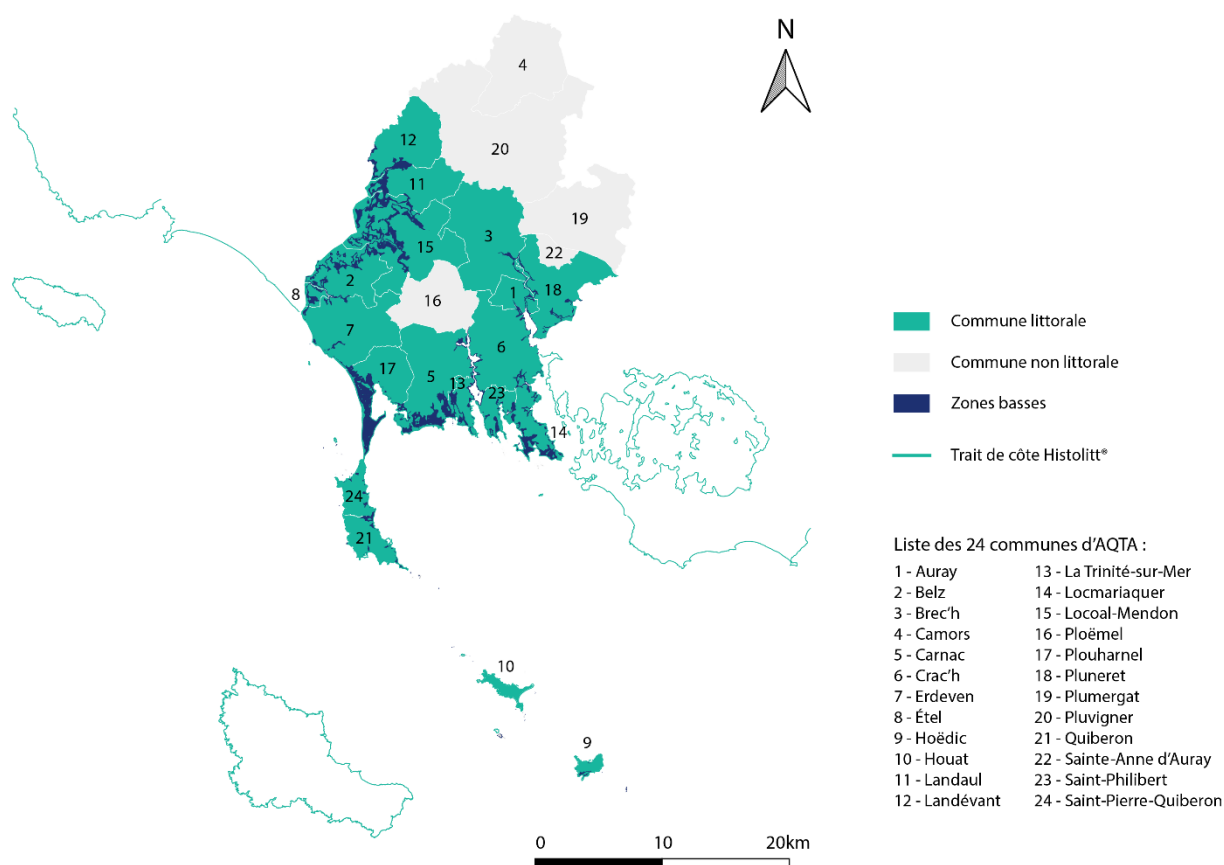 N
4
12
20
11
19
3
15
22
2
18
8
1
16
7
6
17
5
13
23
14
24
21
10
9
0
10
20km
Commune littorale
Commune non littorale
Zones basses
Trait de côte Histolitt®
Liste des 24 communes d’AQTA :
1 - Auray
2 - Belz
3 - Brec’h
4 - Camors
5 - Carnac
6 - Crac’h
7 - Erdeven
8 - Étel
9 - Hoëdic
10 - Houat
11 - Landaul
12 - Landévant
13 - La Trinité-sur-Mer
14 - Locmariaquer
15 - Locoal-Mendon
16 - Ploëmel
17 - Plouharnel
18 - Pluneret
19 - Plumergat
20 - Pluvigner
21 - Quiberon
22 - Sainte-Anne d’Auray
23 - Saint-Philibert
24 - Saint-Pierre-Quiberon